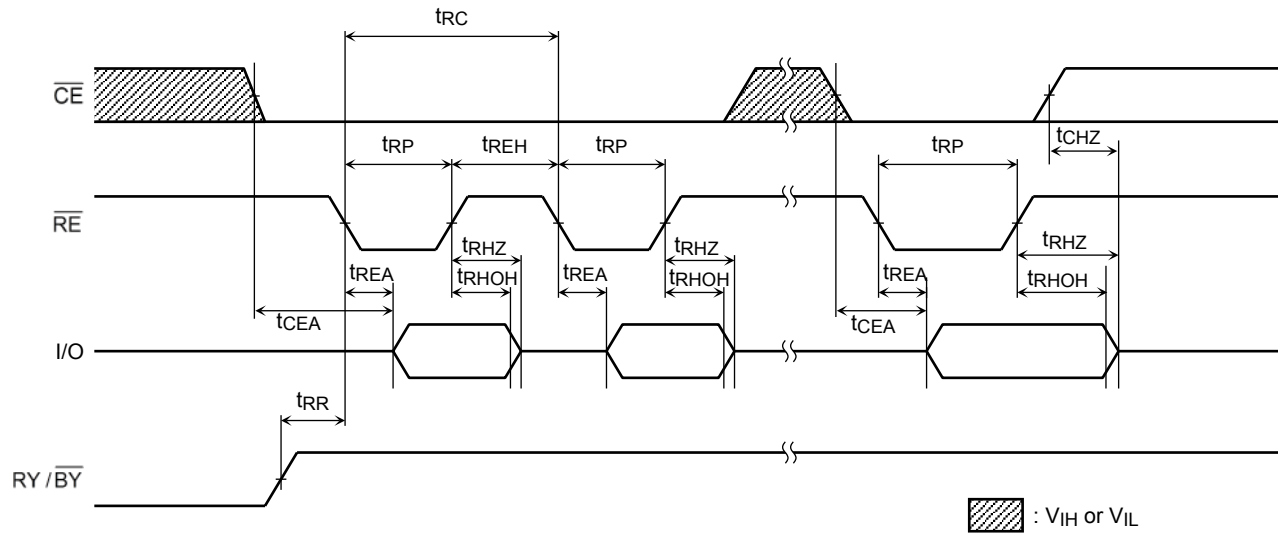 tRC
CE
tCHZ
tRP tREH tRP tRP
RE
tRHZ tRHZ tRHZ
tREA tRHOH tREA tRHOH tREA tRHOH
tCEA tCEA
I/O
tRR
RY / BY
: VIH or VIL